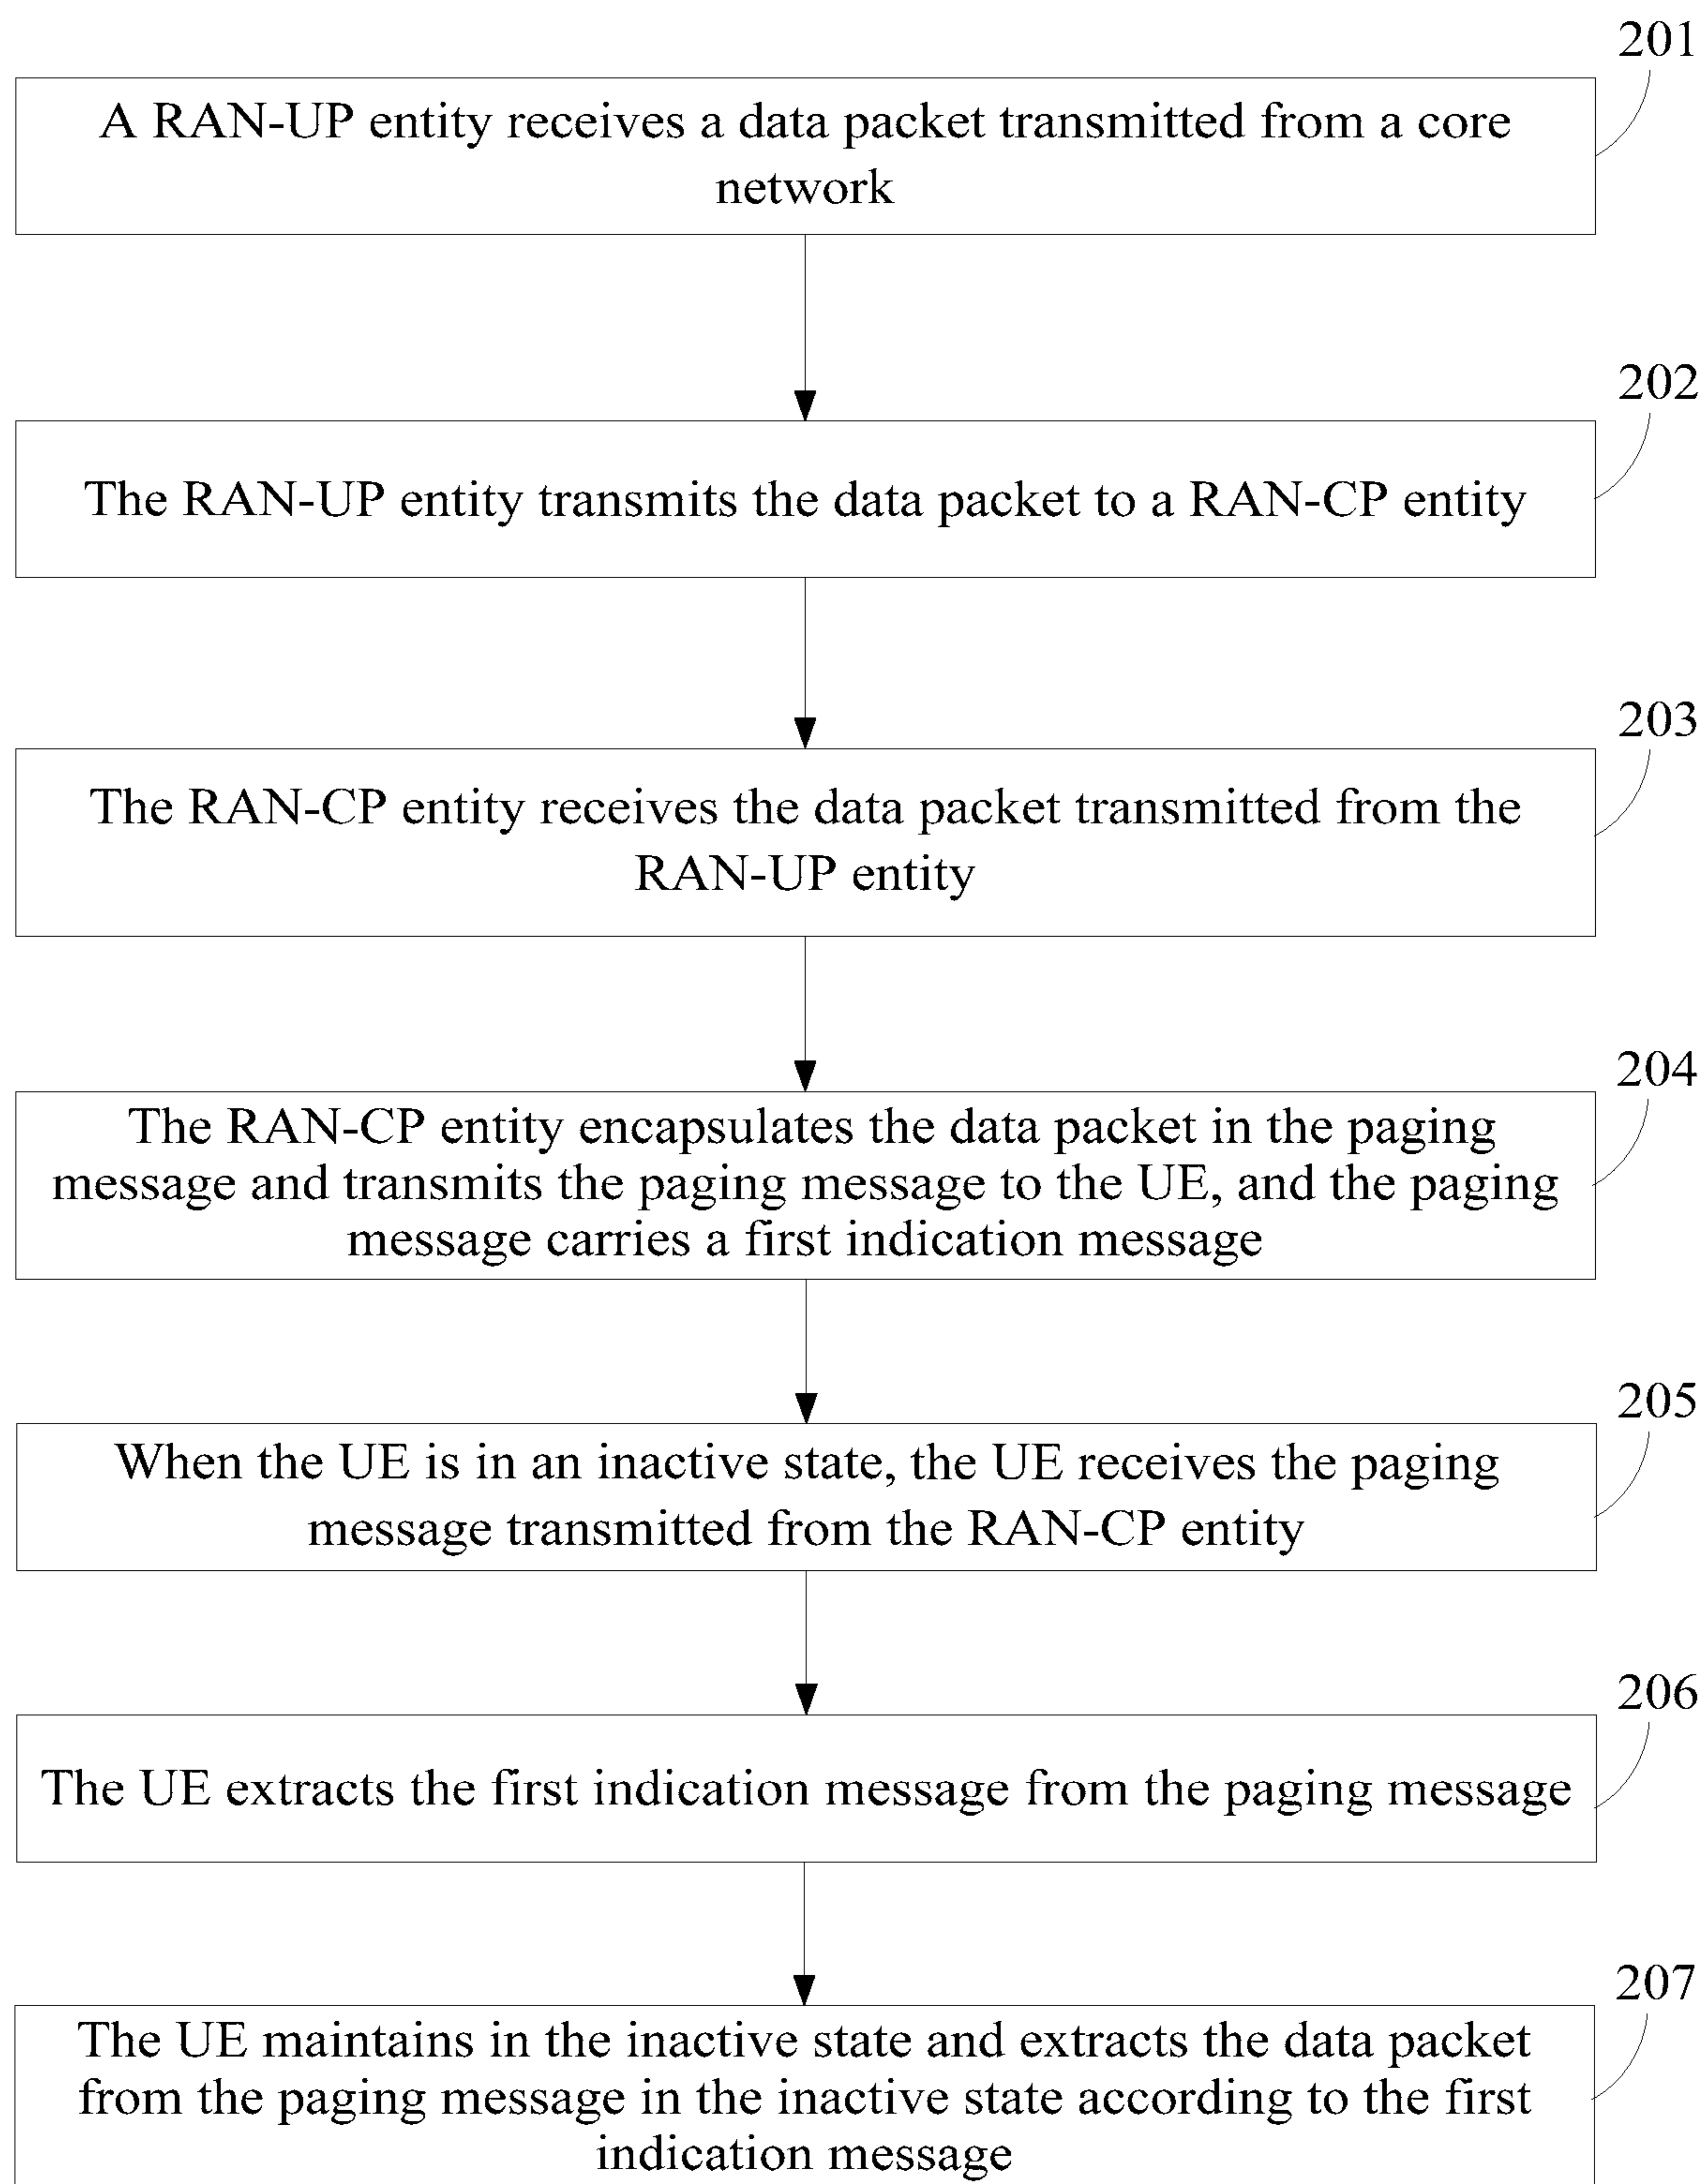 201
A RAN-UP entity receives a data packet transmitted from a core
network
202
The RAN-UP entity transmits the data packet to a RAN-CP entity
203
The RAN-CP entity receives the data packet transmitted from the
RAN-UP entity
204
The RAN-CP entity encapsulates the data packet in the paging
message and transmits the paging message to the UE, and the paging
message carries a first indication message
205
When the UE is in an inactive state, the UE receives the paging
message transmitted from the RAN-CP entity
206
The UE extracts the first indication message from the paging message
207
The UE maintains in the inactive state and extracts the data packet
from the paging message in the inactive state according to the first
indication message